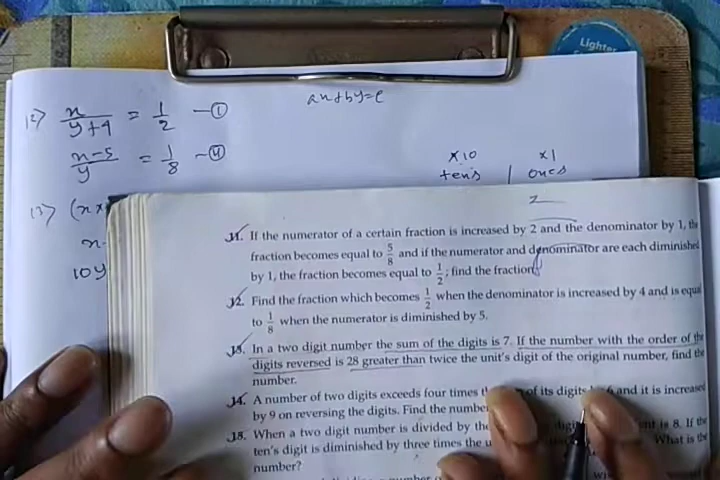 Lighte
12) x/(y+4) = 1/2 —①
ax+by=c
(x-5)/y = 1/8 —②
×10 ×1
tens | ones
13) (x×
x-
10y
2
11. If the numerator of a certain fraction is increased by 2 and the denominator by 1, the
fraction becomes equal to 5/8 and if the numerator and denominator are each diminished
by 1, the fraction becomes equal to 1/2; find the fraction.
12. Find the fraction which becomes 1/2 when the denominator is increased by 4 and is equal
to 1/8 when the numerator is diminished by 5.
13. In a two digit number the sum of the digits is 7. If the number with the order of the
digits reversed is 28 greater than twice the unit's digit of the original number, find the
number.
14. A number of two digits exceeds four times of its digits 6 and it is increased
by 9 on reversing the digits. Find the number
15. When a two digit number is divided by the is 8. If the
ten's digit is diminished by three times the What is the
number?